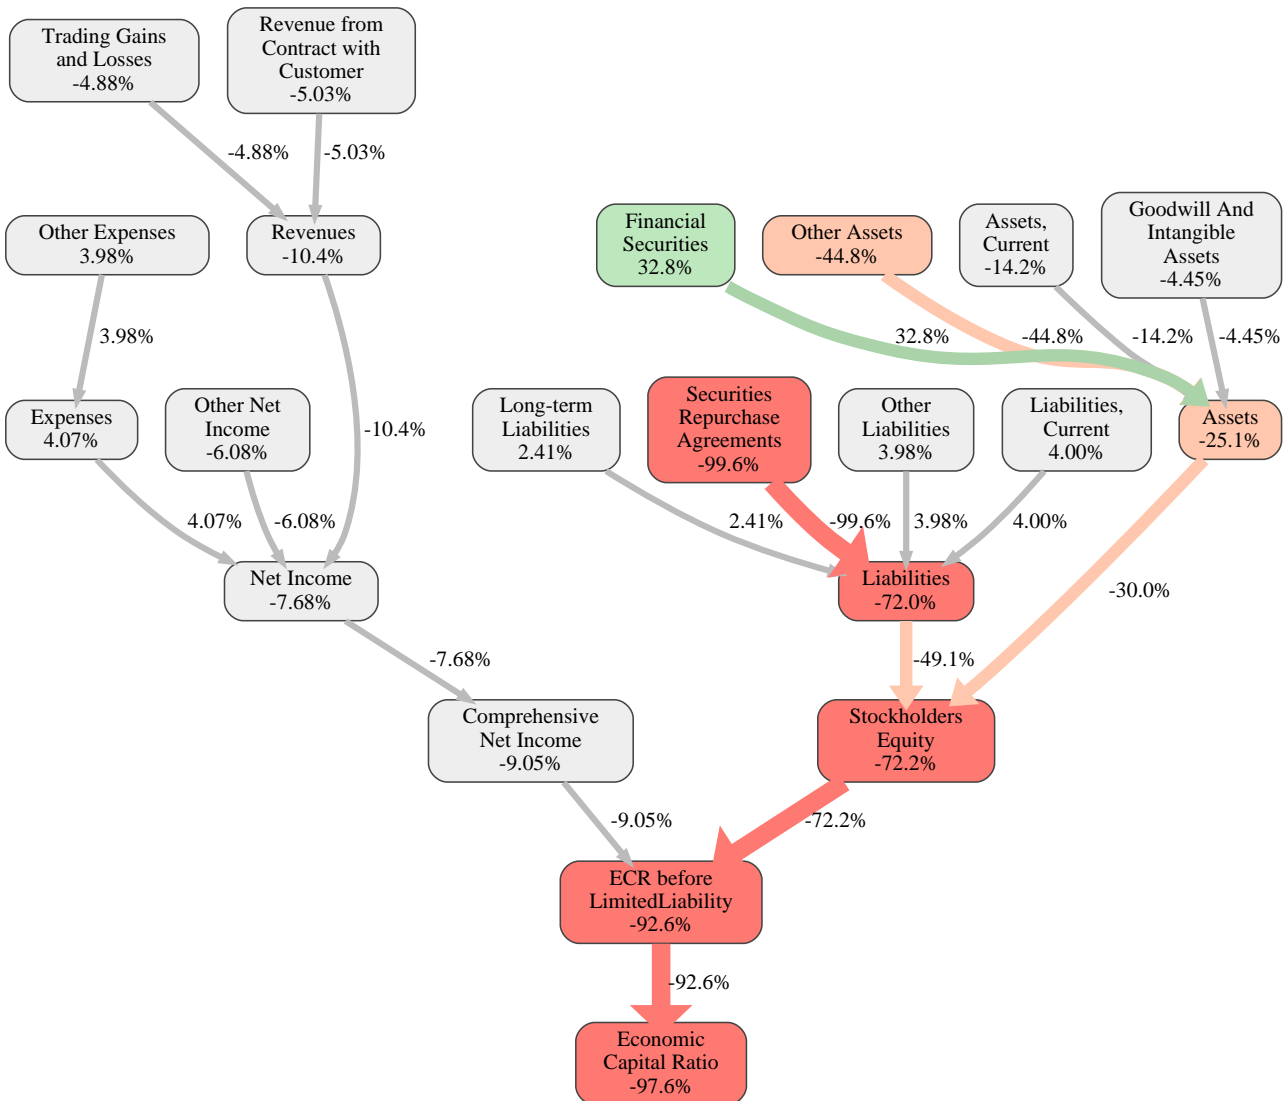 Trading Gains
and Losses
-4.88%
Revenue from
Contract with
Customer
-5.03%
-4.88%
-5.03%
Other Expenses
3.98%
Revenues
-10.4%
Financial
Securities
32.8%
Other Assets
-44.8%
Assets,
Current
-14.2%
Goodwill And
Intangible
Assets
-4.45%
3.98%
32.8%
-44.8%
-14.2%
-4.45%
Expenses
4.07%
Other Net
Income
-6.08%
-10.4%
Long-term
Liabilities
2.41%
Securities
Repurchase
Agreements
-99.6%
Other
Liabilities
3.98%
Liabilities,
Current
4.00%
Assets
-25.1%
4.07%
-6.08%
2.41%
-99.6%
3.98%
4.00%
Net Income
-7.68%
Liabilities
-72.0%
-30.0%
-7.68%
-49.1%
Comprehensive
Net Income
-9.05%
Stockholders
Equity
-72.2%
-9.05%
-72.2%
ECR before
LimitedLiability
-92.6%
-92.6%
Economic
Capital Ratio
-97.6%